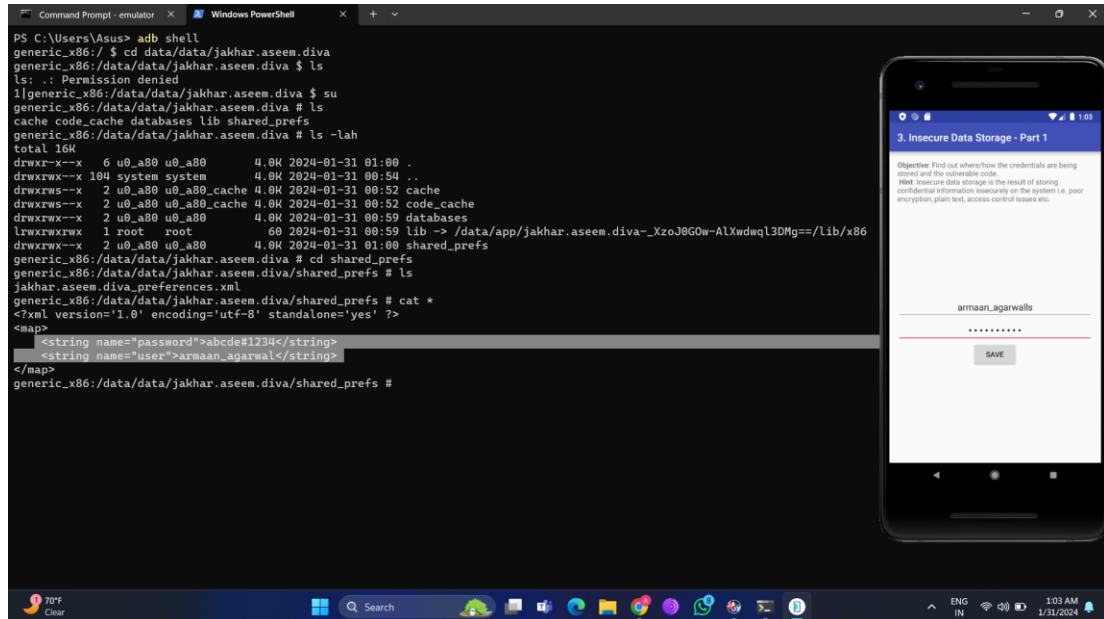 Command Prompt - emulator
Windows PowerShell
PS C:\Users\Asus> adb shell
generic_x86:/ $ cd data/data/jakhar.aseem.diva
generic_x86:/data/data/jakhar.aseem.diva $ ls
ls: .: Permission denied
1|generic_x86:/data/data/jakhar.aseem.diva $ su
generic_x86:/data/data/jakhar.aseem.diva # ls
cache code_cache databases lib shared_prefs
generic_x86:/data/data/jakhar.aseem.diva # ls -lah
total 16K
drwxr-x--x 6 u0_a80 u0_a80 4.0K 2024-01-31 01:00 .
drwxrwx--x 104 system system 4.0K 2024-01-31 00:54 ..
drwxrws--x 2 u0_a80 u0_a80_cache 4.0K 2024-01-31 00:52 cache
drwxrws--x 2 u0_a80 u0_a80_cache 4.0K 2024-01-31 00:52 code_cache
drwxrwx--x 2 u0_a80 u0_a80 4.0K 2024-01-31 00:59 databases
lrwxrwxrwx 1 root root 60 2024-01-31 00:59 lib -> /data/app/jakhar.aseem.diva-_XzoJ0GOw-AlXwdwql3DMg==/lib/x86
drwxrwx--x 2 u0_a80 u0_a80 4.0K 2024-01-31 01:00 shared_prefs
generic_x86:/data/data/jakhar.aseem.diva # cd shared_prefs
generic_x86:/data/data/jakhar.aseem.diva/shared_prefs # ls
jakhar.aseem.diva_preferences.xml
generic_x86:/data/data/jakhar.aseem.diva/shared_prefs # cat *
<?xml version='1.0' encoding='utf-8' standalone='yes' ?>
<map>
<string name="password">abcde#1234</string>
<string name="user">armaan_agarwal</string>
</map>
generic_x86:/data/data/jakhar.aseem.diva/shared_prefs #
1:03
3. Insecure Data Storage - Part 1
Objective: Find out where/how the credentials are being
stored and the vulnerable code.
Hint: Insecure data storage is the result of storing
confidential information insecurely on the system i.e. poor
encryption, plain text, access control issues etc.
armaan_agarwalls
••••••••••
SAVE
1
70°F
Clear
Search
ENG
IN
1:03 AM
1/31/2024